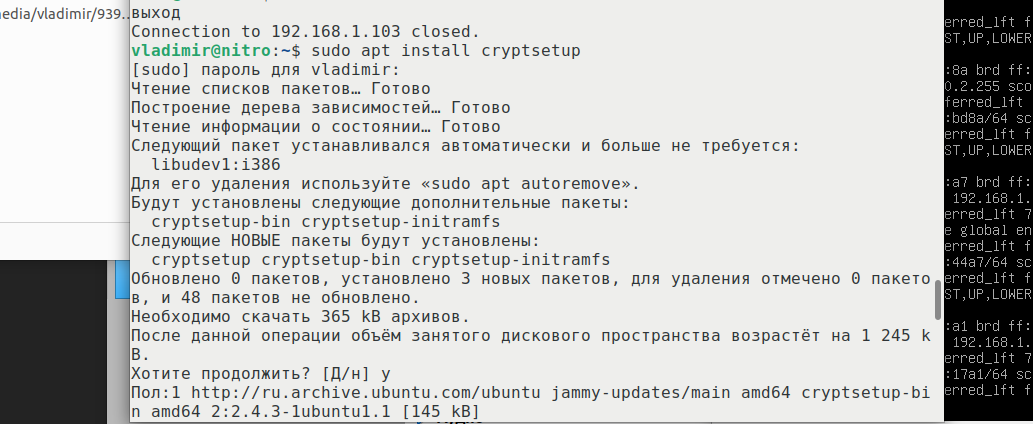 edia/vladimir/939...
выход
Connection to 192.168.1.103 closed.
vladimir@nitro:~$ sudo apt install cryptsetup
[sudo] пароль для vladimir:
Чтение списков пакетов… Готово
Построение дерева зависимостей… Готово
Чтение информации о состоянии… Готово
Следующий пакет устанавливался автоматически и больше не требуется:
libudev1:i386
Для его удаления используйте «sudo apt autoremove».
Будут установлены следующие дополнительные пакеты:
cryptsetup-bin cryptsetup-initramfs
Следующие НОВЫЕ пакеты будут установлены:
cryptsetup cryptsetup-bin cryptsetup-initramfs
Обновлено 0 пакетов, установлено 3 новых пакетов, для удаления отмечено 0 пакето
в, и 48 пакетов не обновлено.
Необходимо скачать 365 kB архивов.
После данной операции объём занятого дискового пространства возрастёт на 1 245 k
B.
Хотите продолжить? [Д/н] y
Пол:1 http://ru.archive.ubuntu.com/ubuntu jammy-updates/main amd64 cryptsetup-bi
n amd64 2:2.4.3-1ubuntu1.1 [145 kB]
erred_lft f
ST,UP,LOWER
:8a brd ff:
0.2.255 sco
ferred_lft f
:bd8a/64 sc
erred_lft f
ST,UP,LOWER
:a7 brd ff:
192.168.1.
erred_lft 7
e global en
erred_lft f
:44a7/64 sc
erred_lft f
ST,UP,LOWER
:a1 brd ff:
192.168.1.
erred_lft f
:17a1/64 sc
erred_lft f